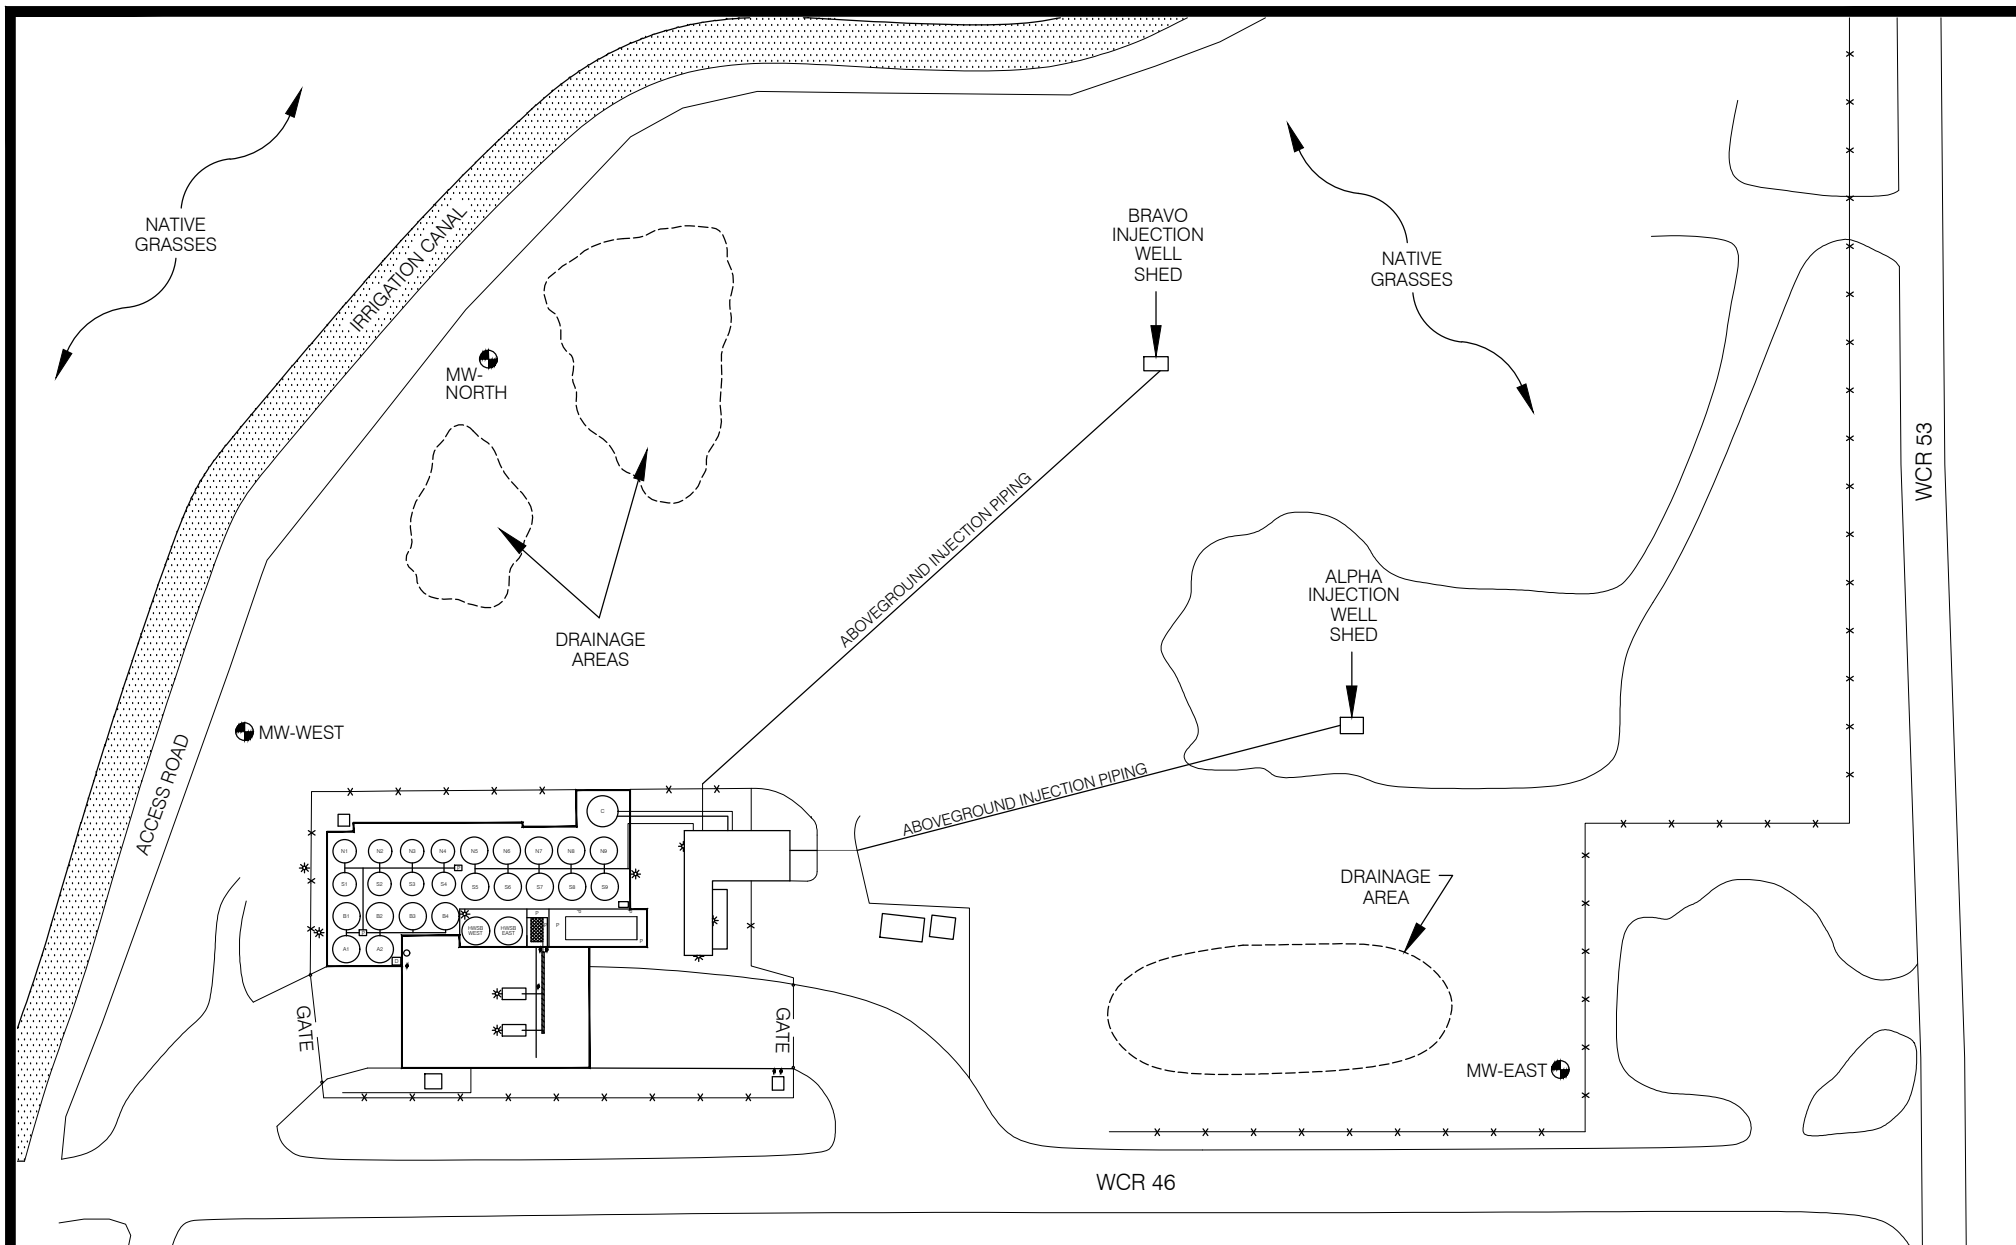 NATIVE
GRASSES
IRRIGATION CANAL
BRAVO
INJECTION
WELL
SHED
NATIVE
GRASSES
MW-
NORTH
WCR 53
ABOVEGROUND INJECTION PIPING
ALPHA
INJECTION
WELL
SHED
DRAINAGE
AREAS
MW-WEST
ACCESS ROAD
ABOVEGROUND INJECTION PIPING
C
N1 N2 N3 N4 N5 N6 N7 N8 N9
S1 S2 S3 S4 S5 S6 S7 S8 S9
B1 B2 B3 B4
HWSB
WEST
HWSB
EAST
P
P
P
A1 A2
DRAINAGE
AREA
GATE
GATE
MW-EAST
WCR 46